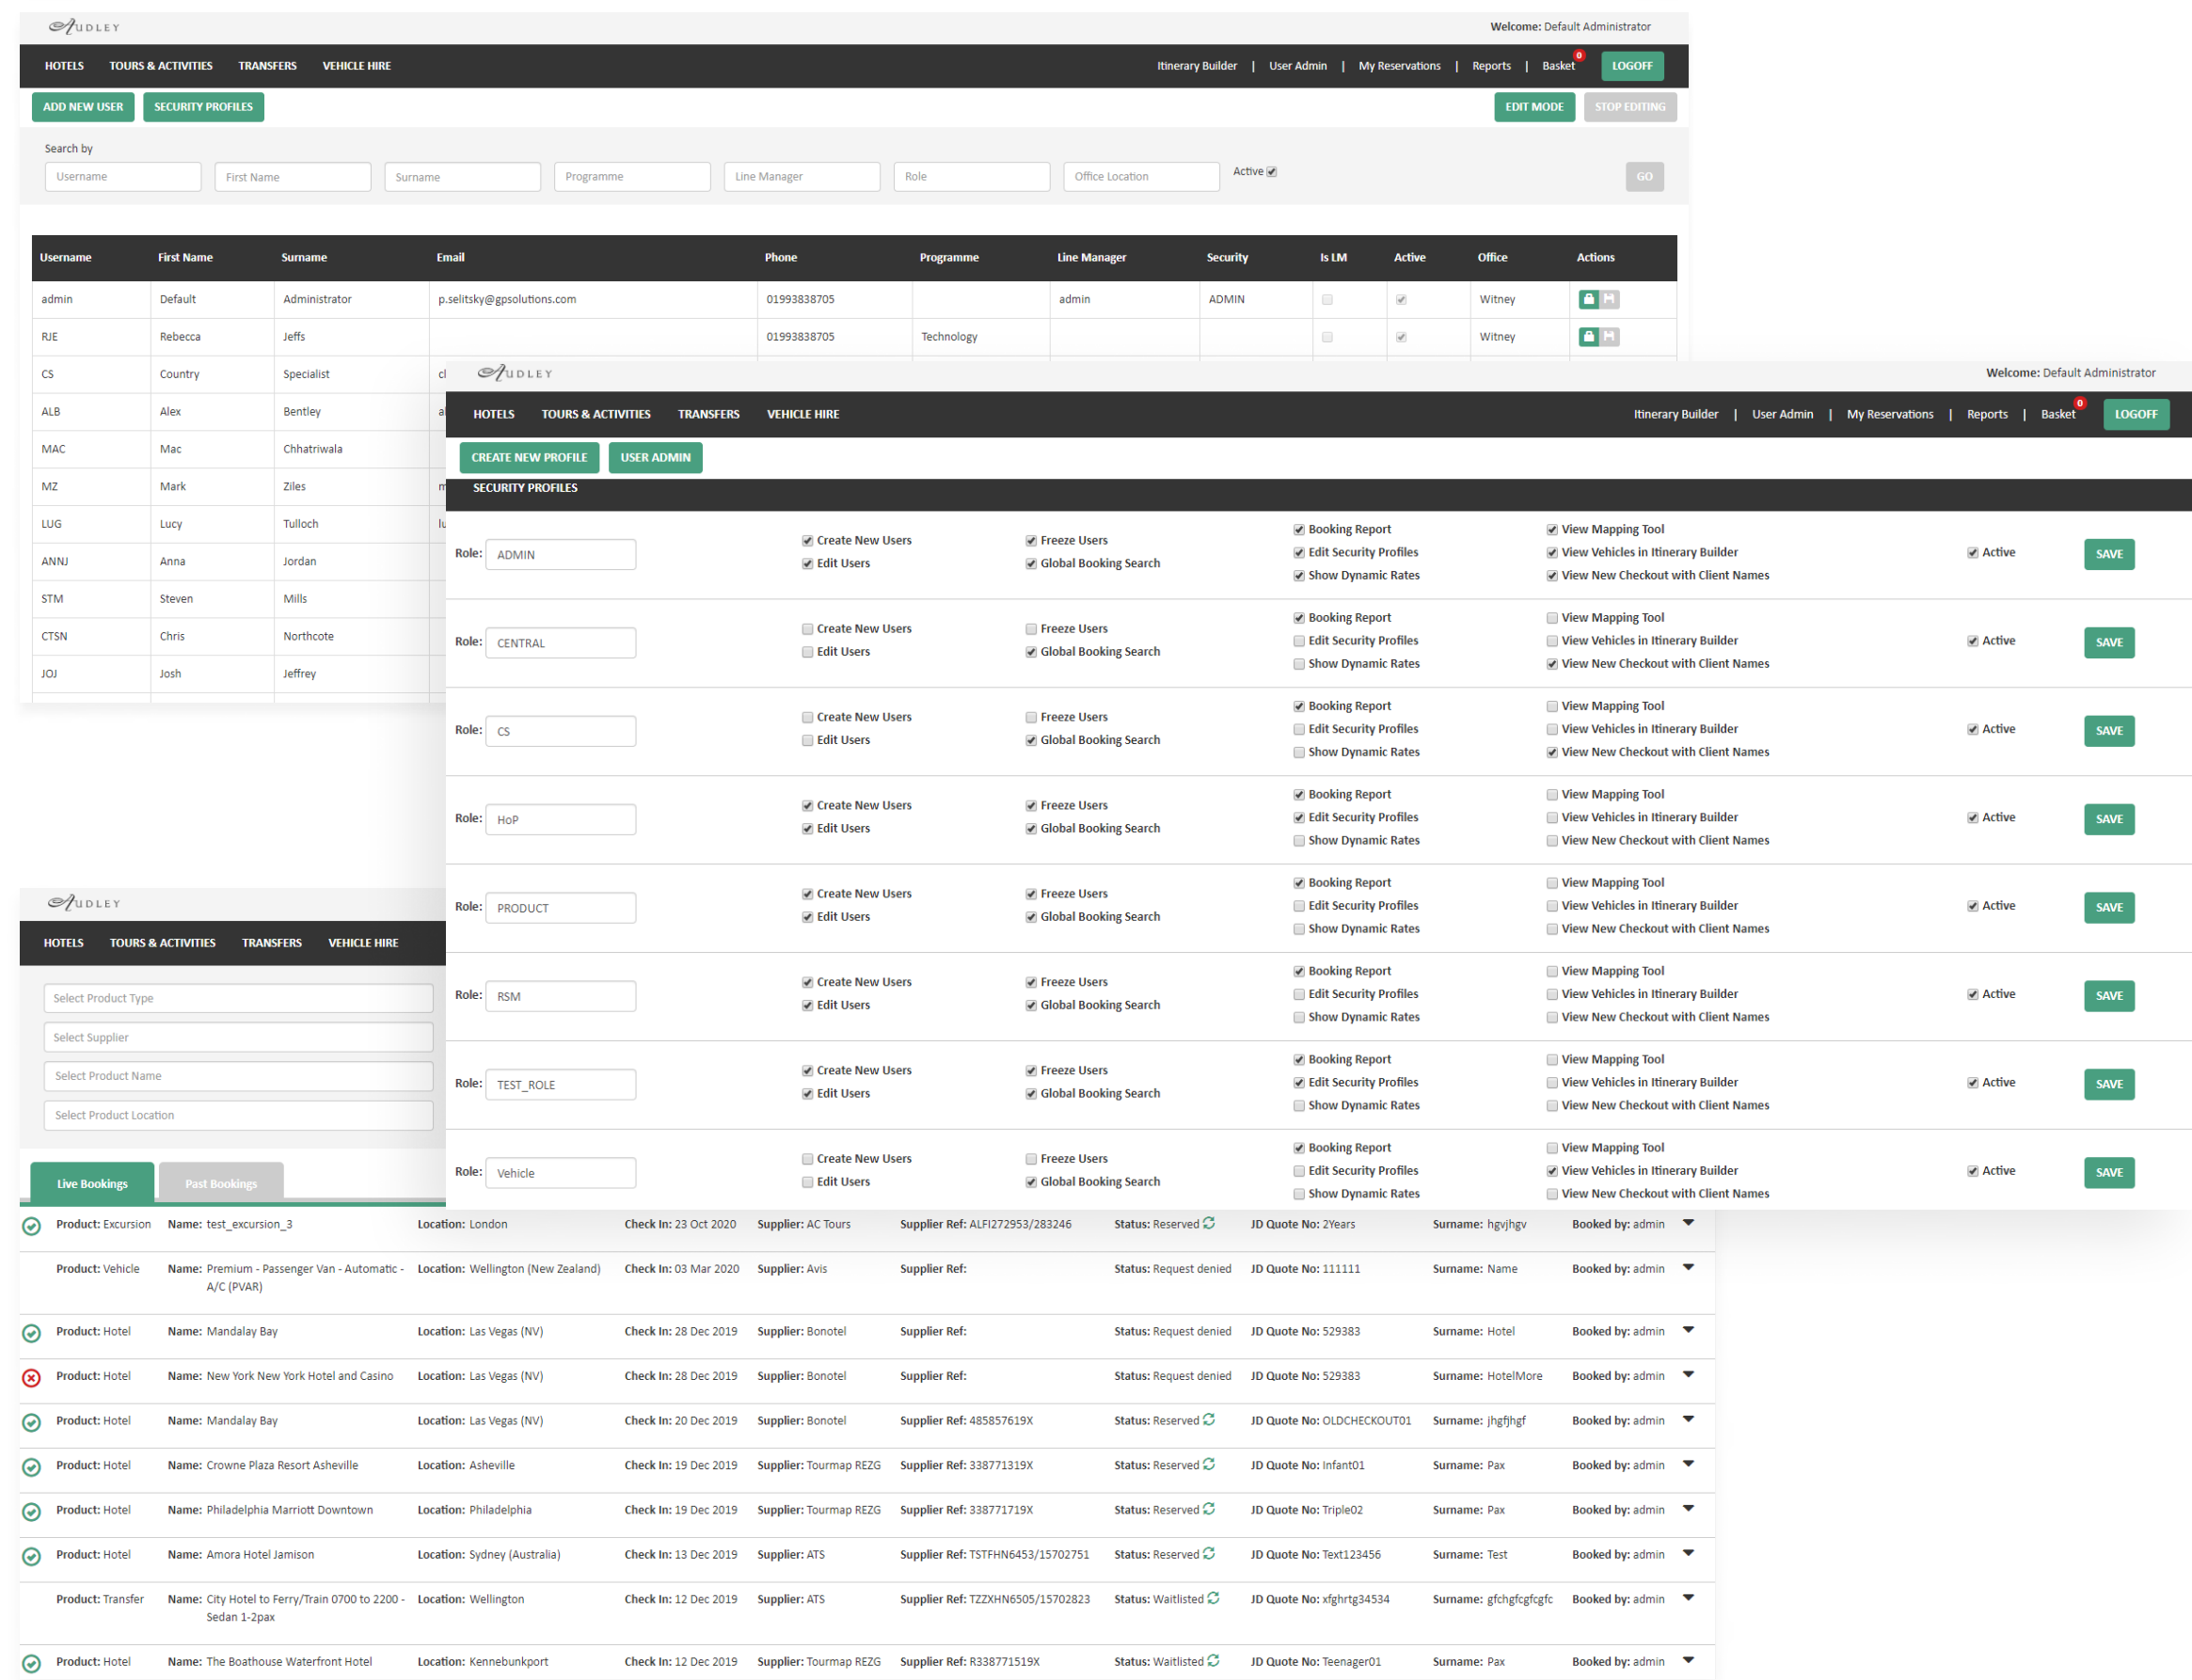 AUDLEY
Welcome: Default Administrator
HOTELS TOURS & ACTIVITIES TRANSFERS VEHICLE HIRE Itinerary Builder | User Admin | My Reservations | Reports | Basket 0 LOGOFF
ADD NEW USER SECURITY PROFILES EDIT MODE STOP EDITING
Search by
Username First Name Surname Programme Line Manager Role Office Location Active GO
Username First Name Surname Email Phone Programme Line Manager Security Is LM Active Office Actions
admin Default Administrator p.selitsky@gpsolutions.com 01993838705 admin ADMIN Witney
RJE Rebecca Jeffs 01993838705 Technology Witney
CS Country Specialist
ALB Alex Bentley
MAC Mac Chhatriwala
MZ Mark Ziles
LUG Lucy Tulloch
ANNJ Anna Jordan
STM Steven Mills
CTSN Chris Northcote
JOJ Josh Jeffrey
AUDLEY
Welcome: Default Administrator
HOTELS TOURS & ACTIVITIES TRANSFERS VEHICLE HIRE Itinerary Builder | User Admin | My Reservations | Reports | Basket 0 LOGOFF
CREATE NEW PROFILE USER ADMIN
SECURITY PROFILES
Booking Report View Mapping Tool
Create New Users Freeze Users
Role: ADMIN Edit Security Profiles View Vehicles in Itinerary Builder Active SAVE
Edit Users Global Booking Search
Show Dynamic Rates View New Checkout with Client Names
Booking Report View Mapping Tool
Create New Users Freeze Users
Role: CENTRAL Edit Security Profiles View Vehicles in Itinerary Builder Active SAVE
Edit Users Global Booking Search
Show Dynamic Rates View New Checkout with Client Names
Booking Report View Mapping Tool
Create New Users Freeze Users
Role: CS Edit Security Profiles View Vehicles in Itinerary Builder Active SAVE
Edit Users Global Booking Search
Show Dynamic Rates View New Checkout with Client Names
Booking Report View Mapping Tool
Create New Users Freeze Users
Role: HoP Edit Security Profiles View Vehicles in Itinerary Builder Active SAVE
Edit Users Global Booking Search
Show Dynamic Rates View New Checkout with Client Names
Booking Report View Mapping Tool
Create New Users Freeze Users
Role: PRODUCT Edit Security Profiles View Vehicles in Itinerary Builder Active SAVE
Edit Users Global Booking Search
Show Dynamic Rates View New Checkout with Client Names
Booking Report View Mapping Tool
Create New Users Freeze Users
Role: RSM Edit Security Profiles View Vehicles in Itinerary Builder Active SAVE
Edit Users Global Booking Search
Show Dynamic Rates View New Checkout with Client Names
Booking Report View Mapping Tool
Create New Users Freeze Users
Role: TEST_ROLE Edit Security Profiles View Vehicles in Itinerary Builder Active SAVE
Edit Users Global Booking Search
Show Dynamic Rates View New Checkout with Client Names
Booking Report View Mapping Tool
Create New Users Freeze Users
Role: Vehicle Edit Security Profiles View Vehicles in Itinerary Builder Active SAVE
Edit Users Global Booking Search
Show Dynamic Rates View New Checkout with Client Names
AUDLEY
HOTELS TOURS & ACTIVITIES TRANSFERS VEHICLE HIRE
Select Product Type
Select Supplier
Select Product Name
Select Product Location
Live Bookings Past Bookings
Product: Excursion Name: test_excursion_3 Location: London Check In: 23 Oct 2020 Supplier: AC Tours Supplier Ref: ALFI272953/283246 Status: Reserved JD Quote No: 2Years Surname: hgvjhgv Booked by: admin
Product: Vehicle Name: Premium - Passenger Van - Automatic - Location: Wellington (New Zealand) Check In: 03 Mar 2020 Supplier: Avis Supplier Ref: Status: Request denied JD Quote No: 111111 Surname: Name Booked by: admin
A/C (PVAR)
Product: Hotel Name: Mandalay Bay Location: Las Vegas (NV) Check In: 28 Dec 2019 Supplier: Bonotel Supplier Ref: Status: Request denied JD Quote No: 529383 Surname: Hotel Booked by: admin
Product: Hotel Name: New York New York Hotel and Casino Location: Las Vegas (NV) Check In: 28 Dec 2019 Supplier: Bonotel Supplier Ref: Status: Request denied JD Quote No: 529383 Surname: HotelMore Booked by: admin
Product: Hotel Name: Mandalay Bay Location: Las Vegas (NV) Check In: 20 Dec 2019 Supplier: Bonotel Supplier Ref: 485857619X Status: Reserved JD Quote No: OLDCHECKOUT01 Surname: jhgfjhgf Booked by: admin
Product: Hotel Name: Crowne Plaza Resort Asheville Location: Asheville Check In: 19 Dec 2019 Supplier: Tourmap REZG Supplier Ref: 338771319X Status: Reserved JD Quote No: Infant01 Surname: Pax Booked by: admin
Product: Hotel Name: Philadelphia Marriott Downtown Location: Philadelphia Check In: 19 Dec 2019 Supplier: Tourmap REZG Supplier Ref: 338771719X Status: Reserved JD Quote No: Triple02 Surname: Pax Booked by: admin
Product: Hotel Name: Amora Hotel Jamison Location: Sydney (Australia) Check In: 13 Dec 2019 Supplier: ATS Supplier Ref: TSTFHN6453/15702751 Status: Reserved JD Quote No: Text123456 Surname: Test Booked by: admin
Product: Transfer Name: City Hotel to Ferry/Train 0700 to 2200 - Location: Wellington Check In: 12 Dec 2019 Supplier: ATS Supplier Ref: TZZXHN6505/15702823 Status: Waitlisted JD Quote No: xfghrtg34534 Surname: gfchgfcgfcgfc Booked by: admin
Sedan 1-2pax
Product: Hotel Name: The Boathouse Waterfront Hotel Location: Kennebunkport Check In: 12 Dec 2019 Supplier: Tourmap REZG Supplier Ref: R338771519X Status: Waitlisted JD Quote No: Teenager01 Surname: Pax Booked by: admin